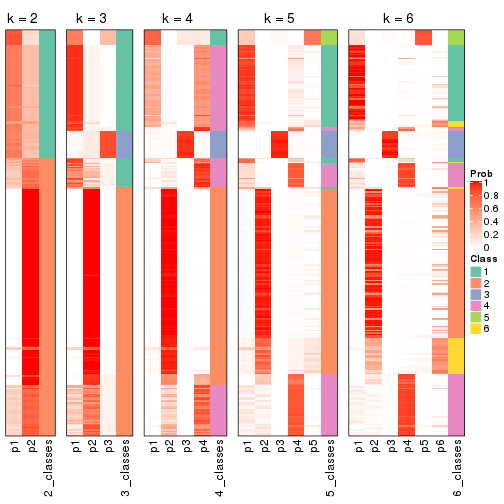 k = 2
k = 3
k = 4
k = 5
k = 6
Prob
1
0.8
0.6
0.4
0.2
0
Class
1
2
3
4
5
6
p1
p2
2_classes
p1
p2
p3
3_classes
p1
p2
p3
p4
4_classes
p1
p2
p3
p4
p5
5_classes
p1
p2
p3
p4
p5
p6
6_classes